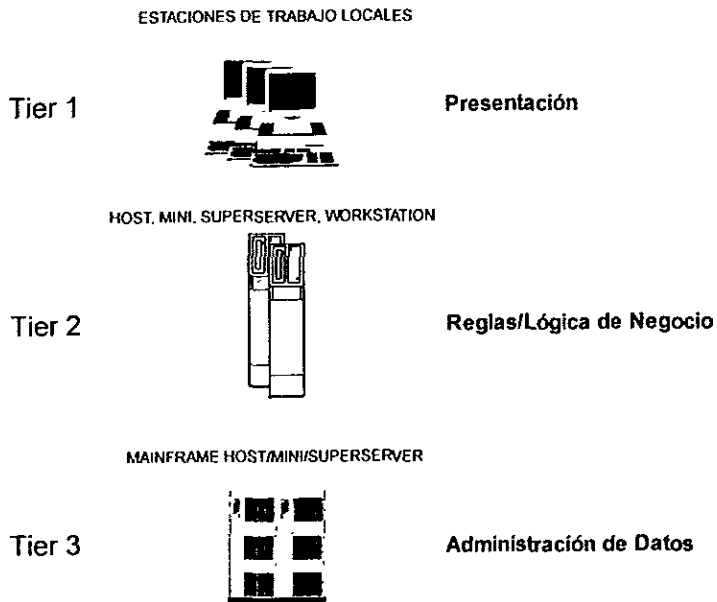 ESTACIONES DE TRABAJO LOCALES
Tier 1
Presentación
HOST, MINI, SUPERSERVER, WORKSTATION
Tier 2
Reglas/Lógica de Negocio
MAINFRAME HOST/MINI/SUPERSERVER
Tier 3
Administración de Datos